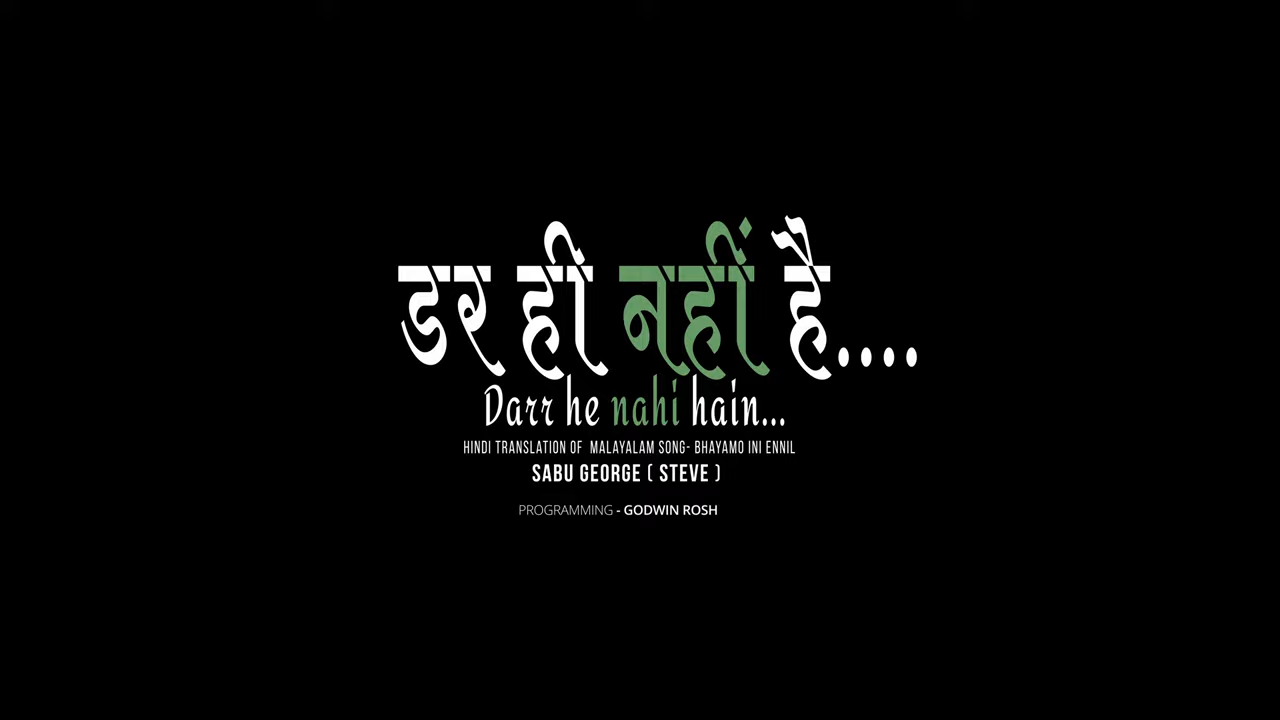 डर ही नहीं है....
Darr he nahi hain...
HINDI TRANSLATION OF MALAYALAM SONG- BHAYAMO INI ENNIL
SABU GEORGE ( STEVE )
PROGRAMMING - GODWIN ROSH